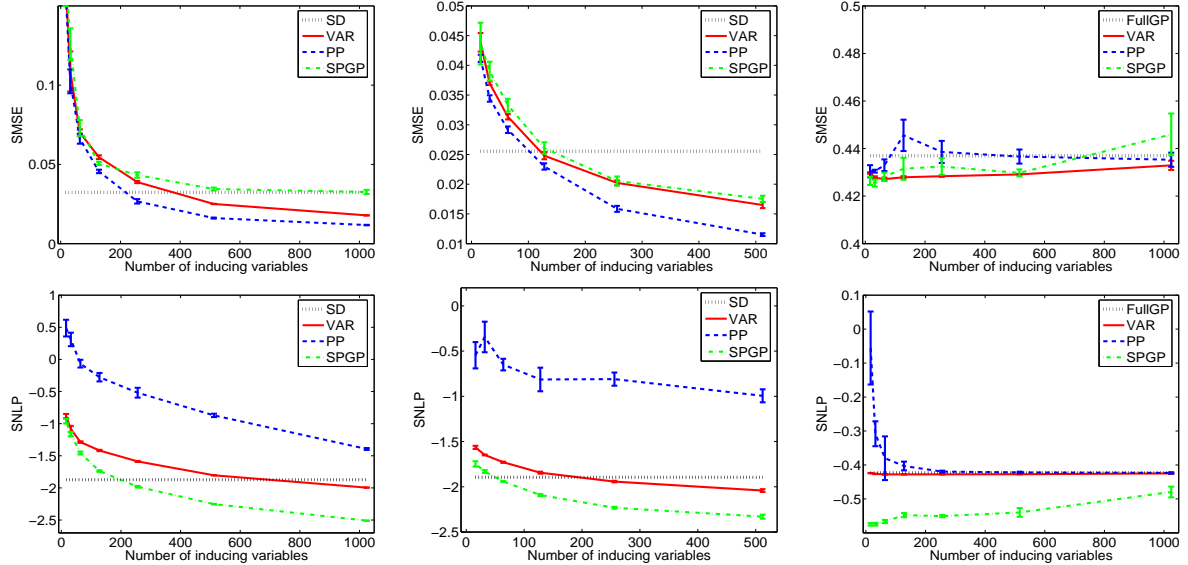 SMSE
0.1
0.05
0
0 200 400 600 800 1000
Number of inducing variables
SD
VAR
PP
SPGP
SMSE
0.05
0.045
0.04
0.035
0.03
0.025
0.02
0.015
0.01
0 100 200 300 400 500
Number of inducing variables
SD
VAR
PP
SPGP
SMSE
0.5
0.48
0.46
0.44
0.42
0.4
0 200 400 600 800 1000
Number of inducing variables
FullGP
VAR
PP
SPGP
SNLP
0.5
0
−0.5
−1
−1.5
−2
−2.5
0 200 400 600 800 1000
Number of inducing variables
SD
VAR
PP
SPGP
SNLP
0
−0.5
−1
−1.5
−2
−2.5
0 100 200 300 400 500
Number of inducing variables
SD
VAR
PP
SPGP
SNLP
0.1
0
−0.1
−0.2
−0.3
−0.4
−0.5
0 200 400 600 800 1000
Number of inducing variables
FullGP
VAR
PP
SPGP